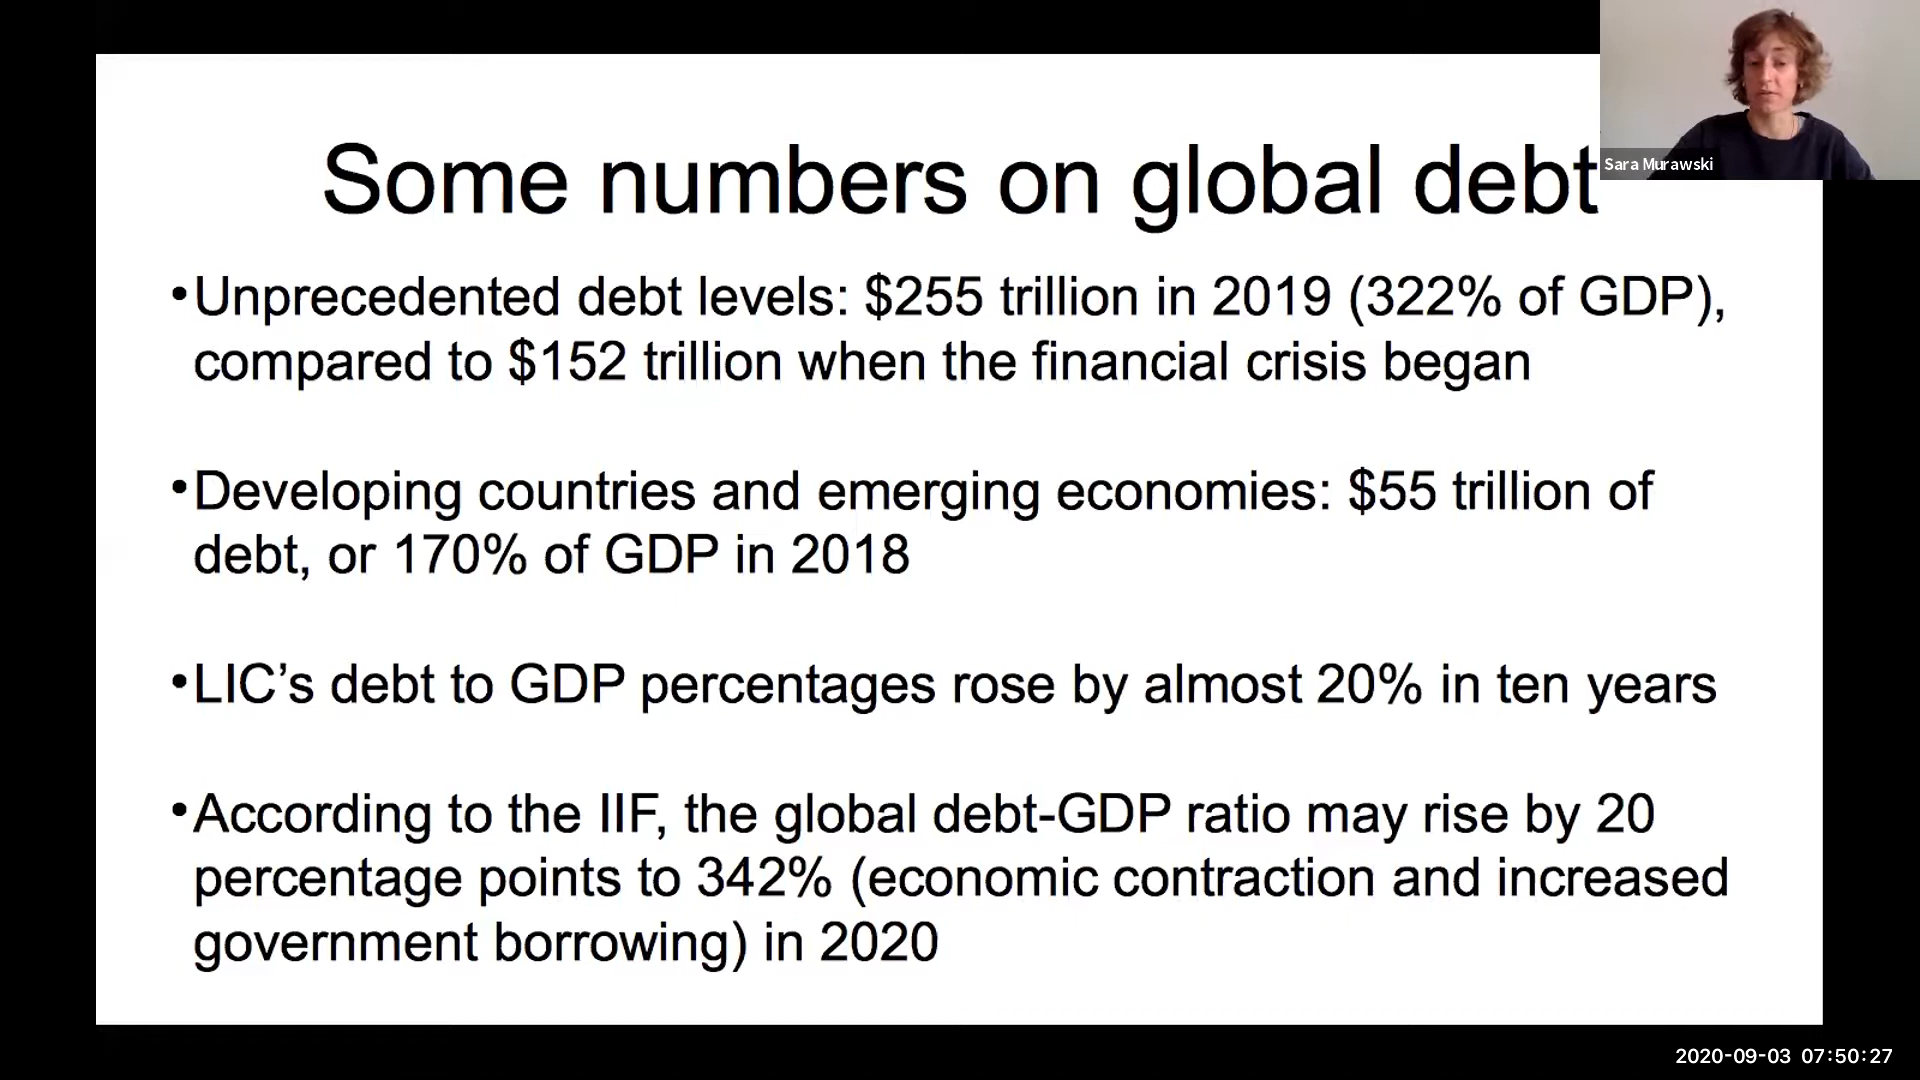 Some numbers on global debt
Sara Murawski
•Unprecedented debt levels: $255 trillion in 2019 (322% of GDP),
compared to $152 trillion when the financial crisis began
•Developing countries and emerging economies: $55 trillion of
debt, or 170% of GDP in 2018
•LIC’s debt to GDP percentages rose by almost 20% in ten years
•According to the IIF, the global debt-GDP ratio may rise by 20
percentage points to 342% (economic contraction and increased
government borrowing) in 2020
2020-09-03 07:50:27